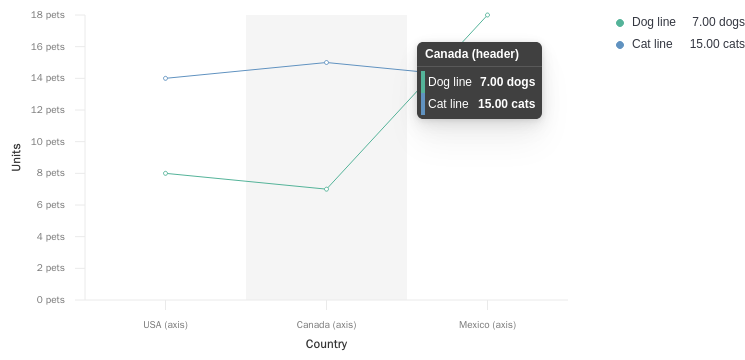 18 pets
16 pets
14 pets
12 pets
10 pets
8 pets
6 pets
4 pets
2 pets
0 pets
Units
USA (axis)
Canada (axis)
Mexico (axis)
Country
Canada (header)
Dog line 7.00 dogs
Cat line 15.00 cats
Dog line 7.00 dogs
Cat line 15.00 cats